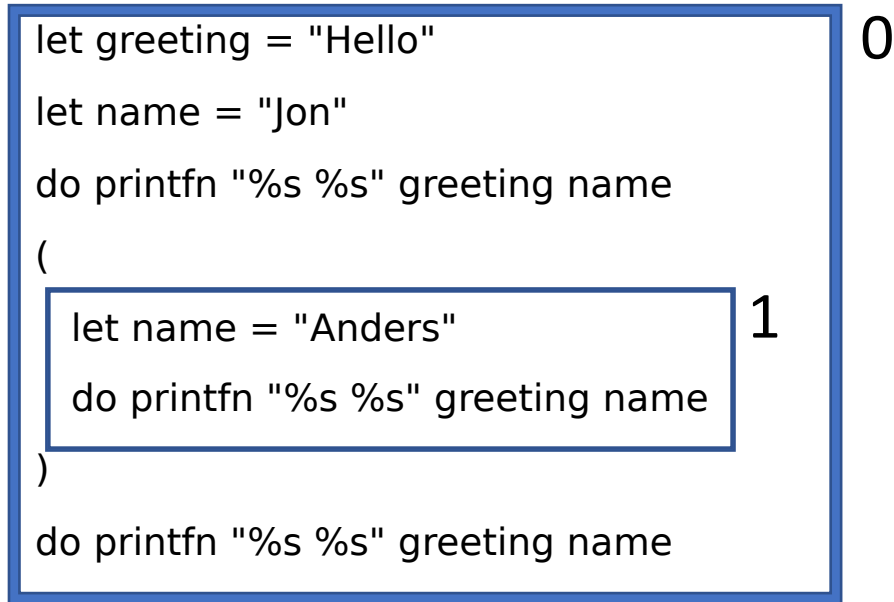 let greeting = "Hello" 0
let name = "Jon"
do printfn "%s %s" greeting name
(
let name = "Anders" 1
do printfn "%s %s" greeting name
)
do printfn "%s %s" greeting name